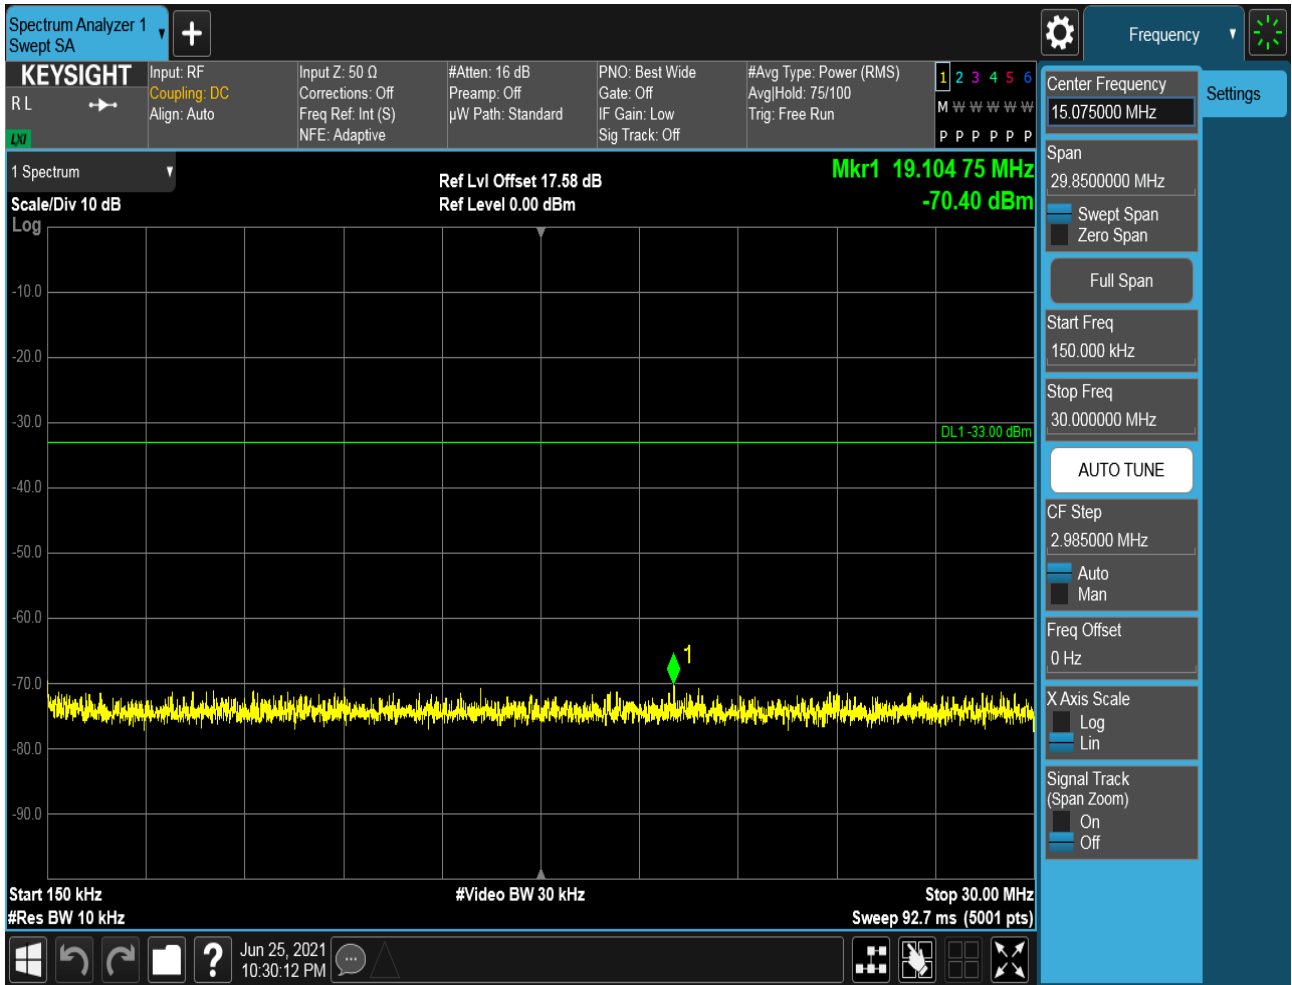 Spectrum Analyzer 1
Swept SA
Frequency
KEYSIGHT
R L
LXI
Input: RF
Coupling: DC
Align: Auto
Input Z: 50 Ω
Corrections: Off
Freq Ref: Int (S)
NFE: Adaptive
#Atten: 16 dB
Preamp: Off
µW Path: Standard
PNO: Best Wide
Gate: Off
IF Gain: Low
Sig Track: Off
#Avg Type: Power (RMS)
Avg|Hold: 75/100
Trig: Free Run
1 2 3 4 5 6
M W W W W W
P P P P P P
1 Spectrum
Scale/Div 10 dB
Log
Ref Lvl Offset 17.58 dB
Ref Level 0.00 dBm
Mkr1 19.104 75 MHz
-70.40 dBm
-10.0
-20.0
-30.0
DL1 -33.00 dBm
-40.0
-50.0
-60.0
1
-70.0
-80.0
-90.0
Start 150 kHz
#Video BW 30 kHz
Stop 30.00 MHz
#Res BW 10 kHz
Sweep 92.7 ms (5001 pts)
Jun 25, 2021
10:30:12 PM
Center Frequency
15.075000 MHz
Settings
Span
29.8500000 MHz
Swept Span
Zero Span
Full Span
Start Freq
150.000 kHz
Stop Freq
30.000000 MHz
AUTO TUNE
CF Step
2.985000 MHz
Auto
Man
Freq Offset
0 Hz
X Axis Scale
Log
Lin
Signal Track
(Span Zoom)
On
Off